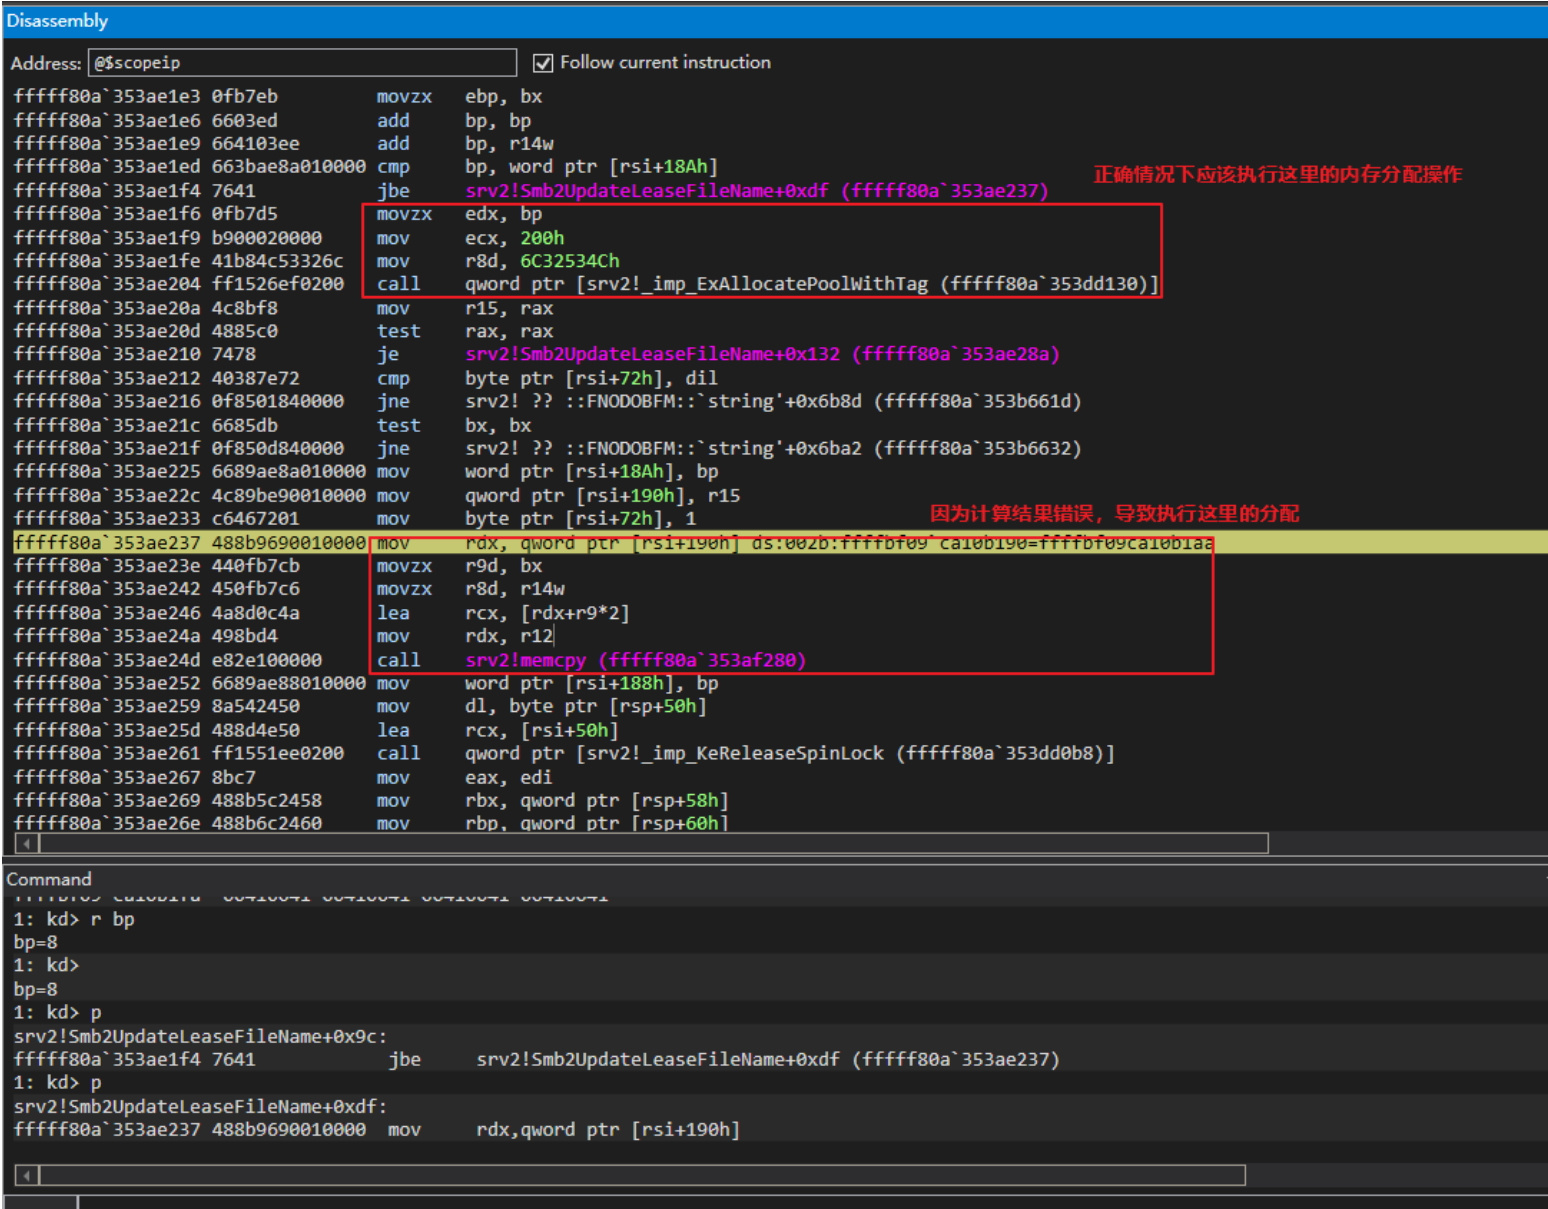 Disassembly
Address: @$scopeip Follow current instruction
fffff80a`353ae1e3 0fb7eb movzx ebp, bx
fffff80a`353ae1e6 6603ed add bp, bp
fffff80a`353ae1e9 664103ee add bp, r14w
fffff80a`353ae1ed 663bae8a010000 cmp bp, word ptr [rsi+18Ah]
正确情况下应该执行这里的内存分配操作
fffff80a`353ae1f4 7641 jbe srv2!Smb2UpdateLeaseFileName+0xdf (fffff80a`353ae237)
fffff80a`353ae1f6 0fb7d5 movzx edx, bp
fffff80a`353ae1f9 b900020000 mov ecx, 200h
fffff80a`353ae1fe 41b84c53326c mov r8d, 6C32534Ch
fffff80a`353ae204 ff1526ef0200 call qword ptr [srv2!_imp_ExAllocatePoolWithTag (fffff80a`353dd130)]
fffff80a`353ae20a 4c8bf8 mov r15, rax
fffff80a`353ae20d 4885c0 test rax, rax
fffff80a`353ae210 7478 je srv2!Smb2UpdateLeaseFileName+0x132 (fffff80a`353ae28a)
fffff80a`353ae212 40387e72 cmp byte ptr [rsi+72h], dil
fffff80a`353ae216 0f8501840000 jne srv2! ?? ::FNODOBFM::`string'+0x6b8d (fffff80a`353b661d)
fffff80a`353ae21c 6685db test bx, bx
fffff80a`353ae21f 0f850d840000 jne srv2! ?? ::FNODOBFM::`string'+0x6ba2 (fffff80a`353b6632)
fffff80a`353ae225 6689ae8a010000 mov word ptr [rsi+18Ah], bp
fffff80a`353ae22c 4c89be90010000 mov qword ptr [rsi+190h], r15
fffff80a`353ae233 c6467201 mov byte ptr [rsi+72h], 1
因为计算结果错误，导致执行这里的分配
fffff80a`353ae237 488b9690010000 mov rdx, qword ptr [rsi+190h] ds:002b:ffffbf09`ca10b190=ffffbf09ca10b1aa
fffff80a`353ae23e 440fb7cb movzx r9d, bx
fffff80a`353ae242 450fb7c6 movzx r8d, r14w
fffff80a`353ae246 4a8d0c4a lea rcx, [rdx+r9*2]
fffff80a`353ae24a 498bd4 mov rdx, r12
fffff80a`353ae24d e82e100000 call srv2!memcpy (fffff80a`353af280)
fffff80a`353ae252 6689ae88010000 mov word ptr [rsi+188h], bp
fffff80a`353ae259 8a542450 mov dl, byte ptr [rsp+50h]
fffff80a`353ae25d 488d4e50 lea rcx, [rsi+50h]
fffff80a`353ae261 ff1551ee0200 call qword ptr [srv2!_imp_KeReleaseSpinLock (fffff80a`353dd0b8)]
fffff80a`353ae267 8bc7 mov eax, edi
fffff80a`353ae269 488b5c2458 mov rbx, qword ptr [rsp+58h]
fffff80a`353ae26e 488b6c2460 mov rbp, qword ptr [rsp+60h]
Command
1: kd> r bp
bp=8
1: kd>
bp=8
1: kd> p
srv2!Smb2UpdateLeaseFileName+0x9c:
fffff80a`353ae1f4 7641 jbe srv2!Smb2UpdateLeaseFileName+0xdf (fffff80a`353ae237)
1: kd> p
srv2!Smb2UpdateLeaseFileName+0xdf:
fffff80a`353ae237 488b9690010000 mov rdx,qword ptr [rsi+190h]